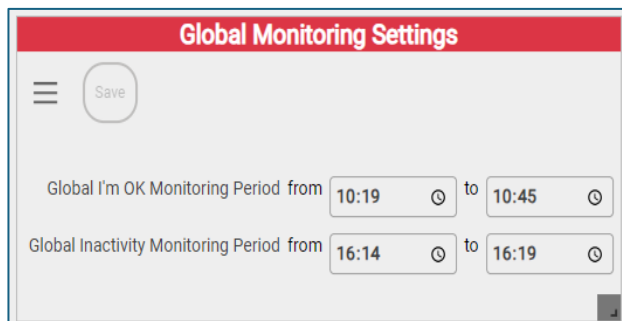 Global Monitoring Settings
Save
Global I'm OK Monitoring Period from 10:19 to 10:45
Global Inactivity Monitoring Period from 16:14 to 16:19